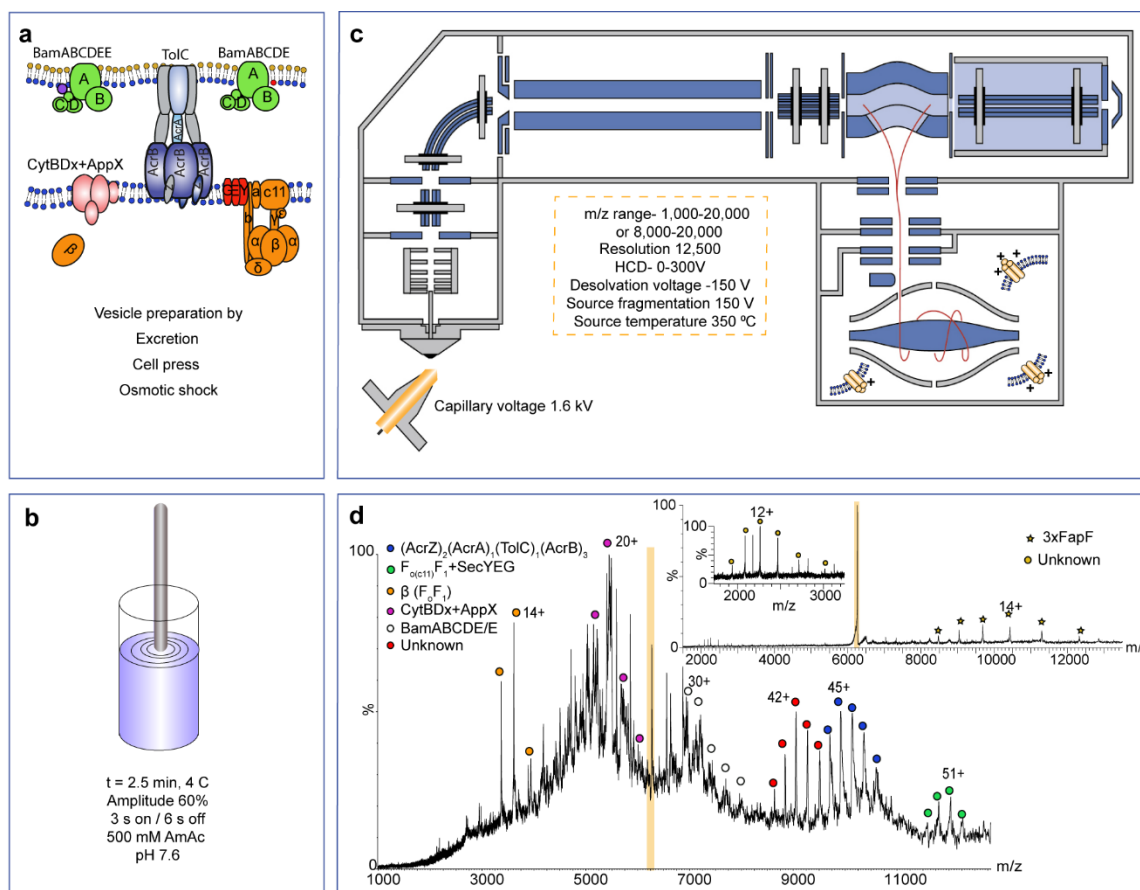 a
BamABCDEE
TolC
BamABCDE
A
B
C
D
A
B
C
D
AcrA
AcrB
AcrB
AcrB
CytBDx+AppX
E
Y
a
c11
b
γ
β
α
β
α
δ
Vesicle preparation by
Excretion
Cell press
Osmotic shock
b
t = 2.5 min, 4 C
Amplitude 60%
3 s on / 6 s off
500 mM AmAc
pH 7.6
c
m/z range- 1,000-20,000
or 8,000-20,000
Resolution 12,500
HCD- 0-300V
Desolvation voltage -150 V
Source fragmentation 150 V
Source temperature 350 ºC
Capillary voltage 1.6 kV
+ + +
+ +
+ +
d
100
%
0
(AcrZ)₂(AcrA)₁(TolC)₁(AcrB)₃
Fₒ₍c₁₁₎F₁+SecYEG
β (FₒF₁)
CytBDx+AppX
BamABCDE/E
Unknown
14+
20+
30+
42+
45+
51+
1000 3000 5000 7000 9000 11000 m/z
100
%
0
2000 4000 6000 8000 10000 12000 m/z
14+
3xFapF
Unknown
100
%
0
12+
2000 3000
m/z